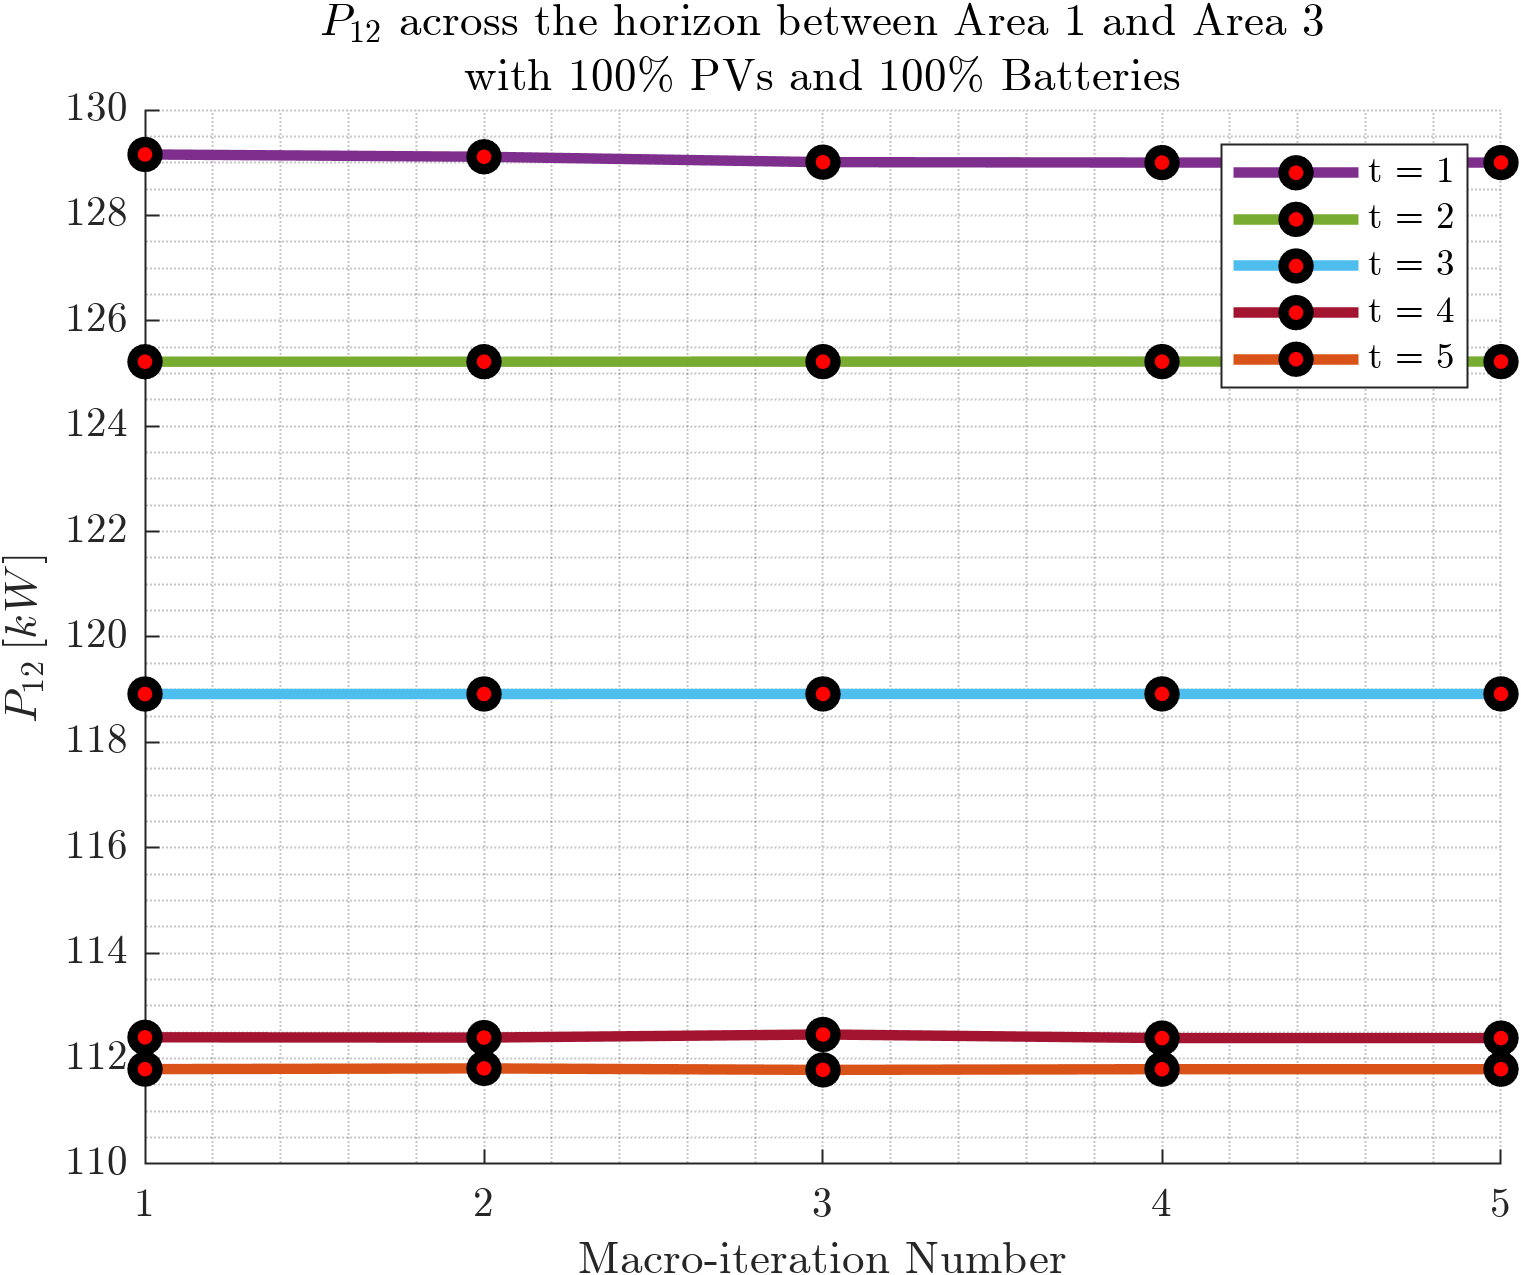 P₁₂ across the horizon between Area 1 and Area 3
with 100% PVs and 100% Batteries
130
128
126
124
122
120
118
116
114
112
110
P₁₂ [kW]
t = 1
t = 2
t = 3
t = 4
t = 5
1 2 3 4 5
Macro-iteration Number